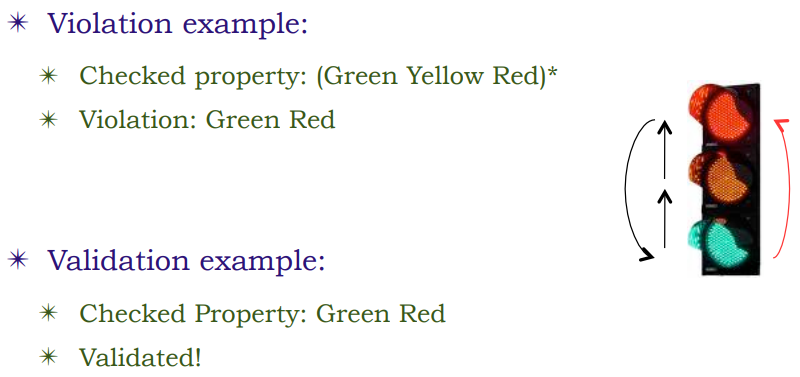 ✴ Violation example:
✴ Checked property: (Green Yellow Red)*
✴ Violation: Green Red
✴ Validation example:
✴ Checked Property: Green Red
✴ Validated!